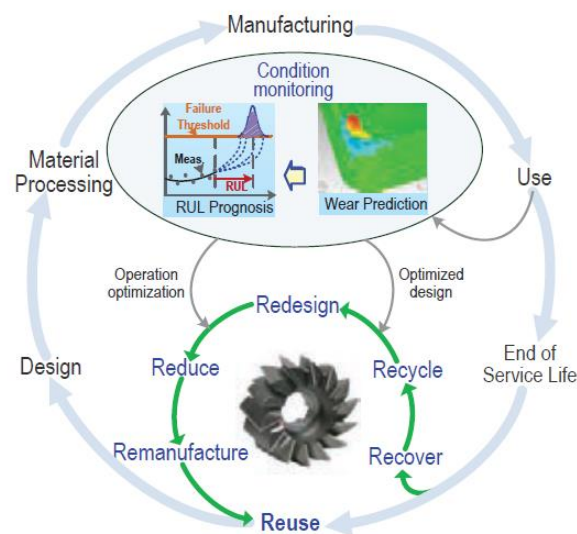 Manufacturing
Condition
monitoring
Failure
Threshold
Meas.
RUL
RUL Prognosis
Wear Prediction
Material
Processing
Use
Operation
optimization
Optimized
design
Redesign
Reduce
Recycle
Design
End of
Service Life
Remanufacture
Recover
Reuse